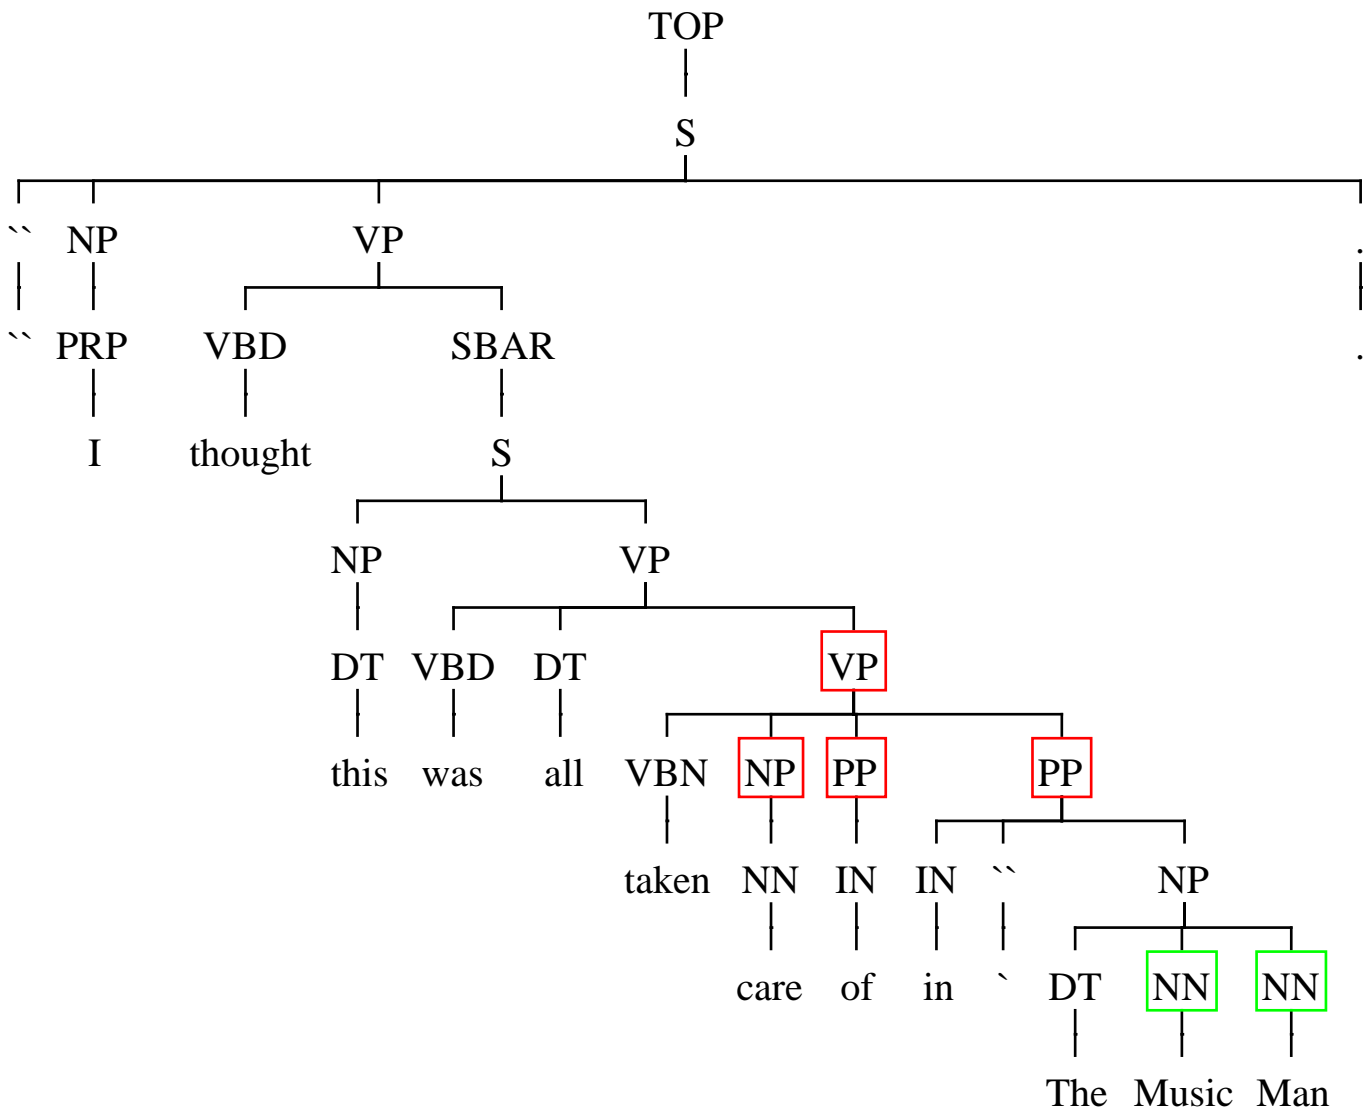 TOP
S
`` NP VP .
`` PRP VBD SBAR .
I thought S
NP VP
DT VBD DT VP
this was all VBN NP PP PP
taken NN IN IN `` NP
care of in ` DT NN NN
The Music Man